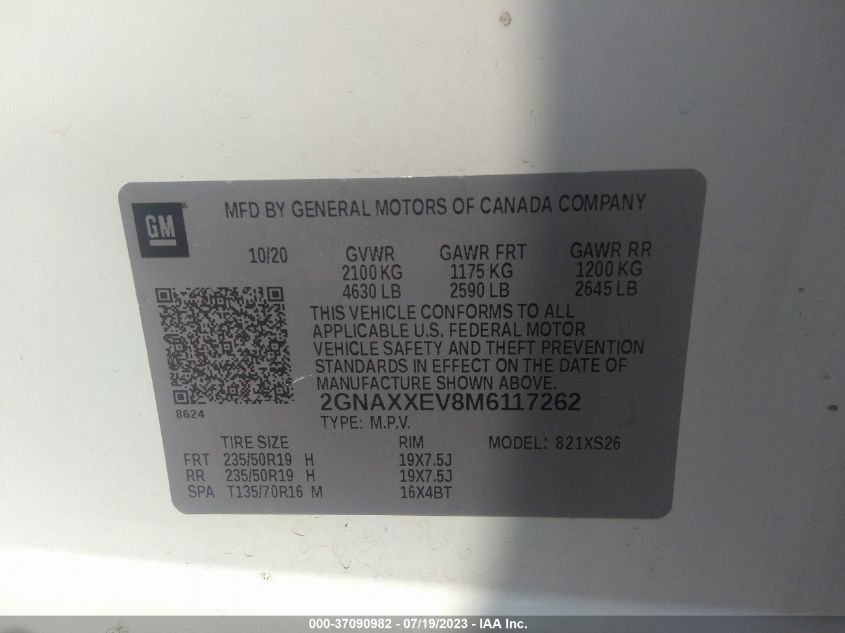 GM
MFD BY GENERAL MOTORS OF CANADA COMPANY
10/20 GVWR GAWR FRT GAWR RR
2100 KG 1175 KG 1200 KG
4630 LB 2590 LB 2645 LB
THIS VEHICLE CONFORMS TO ALL
APPLICABLE U.S. FEDERAL MOTOR
VEHICLE SAFETY AND THEFT PREVENTION
STANDARDS IN EFFECT ON THE DATE OF
MANUFACTURE SHOWN ABOVE.
8624
2GNAXXEV8M6117262
TYPE: M.P.V.
TIRE SIZE RIM MODEL: 821XS26
FRT 235/50R19 H 19X7.5J
RR 235/50R19 H 19X7.5J
SPA T135/70R16 M 16X4BT
000-37090982 - 07/19/2023 - IAA Inc.